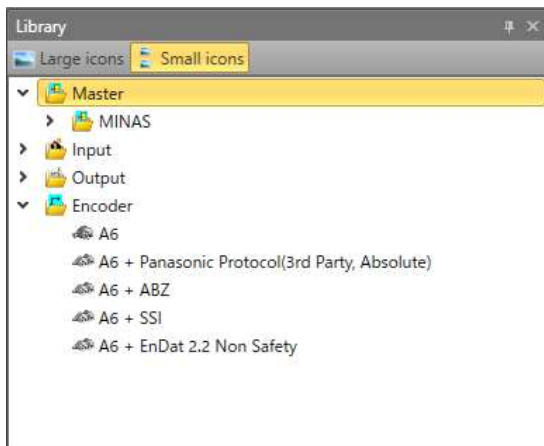 Library
Large icons Small icons
Master
MINAS
Input
Output
Encoder
A6
A6 + Panasonic Protocol(3rd Party, Absolute)
A6 + ABZ
A6 + SSI
A6 + EnDat 2.2 Non Safety